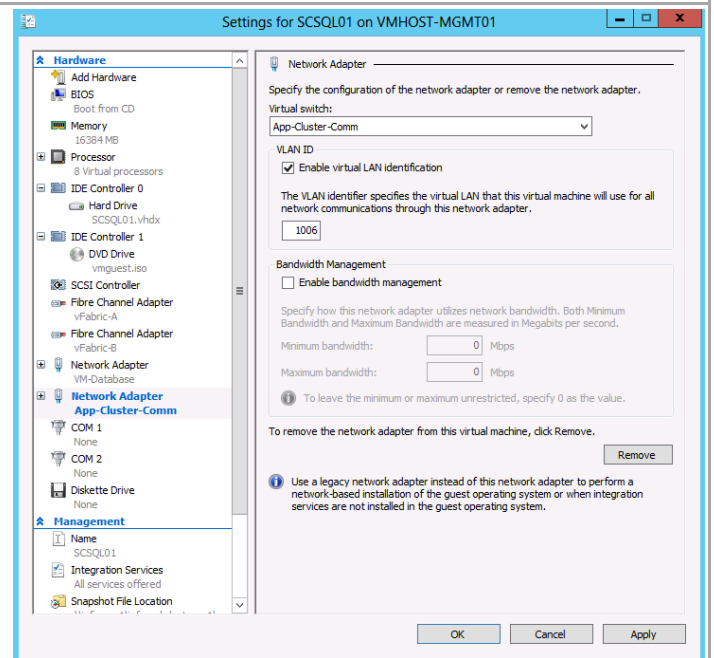 Settings for SCSQL01 on VMHOST-MGMT01
Hardware
Add Hardware
BIOS
Boot from CD
Memory
16384 MB
Processor
8 Virtual processors
IDE Controller 0
Hard Drive
SCSQL01.vhdx
IDE Controller 1
DVD Drive
vmguest.iso
SCSI Controller
Fibre Channel Adapter
vFabric-A
Fibre Channel Adapter
vFabric-B
Network Adapter
VM-Database
Network Adapter
App-Cluster-Comm
COM 1
None
COM 2
None
Diskette Drive
None
Management
Name
SCSQL01
Integration Services
All services offered
Snapshot File Location
Network Adapter
Specify the configuration of the network adapter or remove the network adapter.
Virtual switch:
App-Cluster-Comm
VLAN ID
Enable virtual LAN identification
The VLAN identifier specifies the virtual LAN that this virtual machine will use for all
network communications through this network adapter.
1006
Bandwidth Management
Enable bandwidth management
Specify how this network adapter utilizes network bandwidth. Both Minimum
Bandwidth and Maximum Bandwidth are measured in Megabits per second.
Minimum bandwidth: 0 Mbps
Maximum bandwidth: 0 Mbps
To leave the minimum or maximum unrestricted, specify 0 as the value.
To remove the network adapter from this virtual machine, click Remove.
Remove
Use a legacy network adapter instead of this network adapter to perform a
network-based installation of the guest operating system or when integration
services are not installed in the guest operating system.
OK Cancel Apply